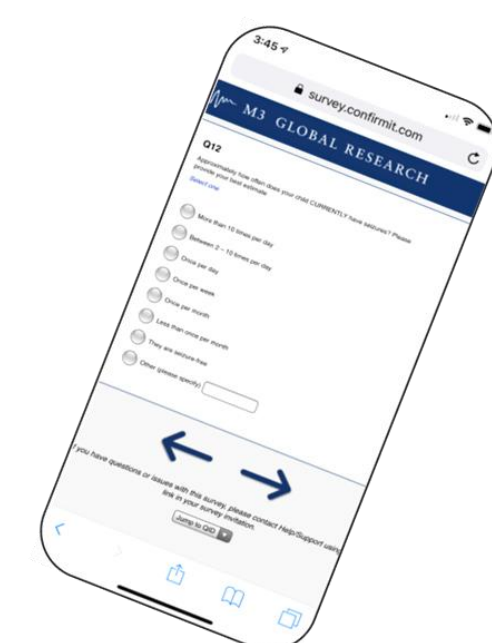 3:45
survey.confirmit.com
M3 GLOBAL RESEARCH
Q12
Approximately how often does your child CURRENTLY have seizures? Please
provide your best estimate
Select one
More than 10 times per day
Between 2 – 10 times per day
Once per day
Once per week
Once per month
Less than once per month
They are seizure-free
Other (please specify)
f you have questions or issues with this survey, please contact Help/Support using
link in your survey invitation.
Jump to QID